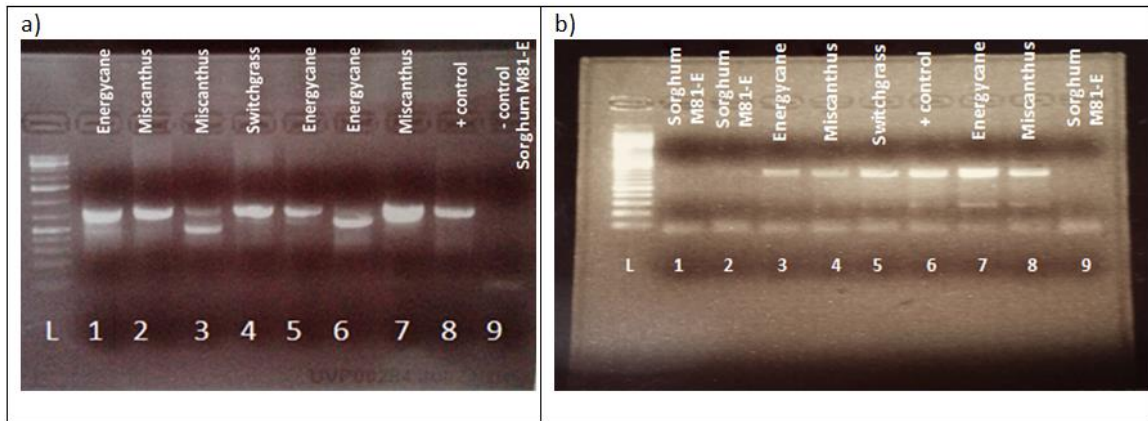 a)
Energycane
Miscanthus
Miscanthus
Switchgrass
Energycane
Energycane
Miscanthus
+ control
- control
Sorghum M81-E
L 1 2 3 4 5 6 7 8 9
b)
Sorghum
M81-E
Sorghum
M81-E
Energycane
Miscanthus
Switchgrass
+ control
Energycane
Miscanthus
Sorghum
M81-E
L 1 2 3 4 5 6 7 8 9